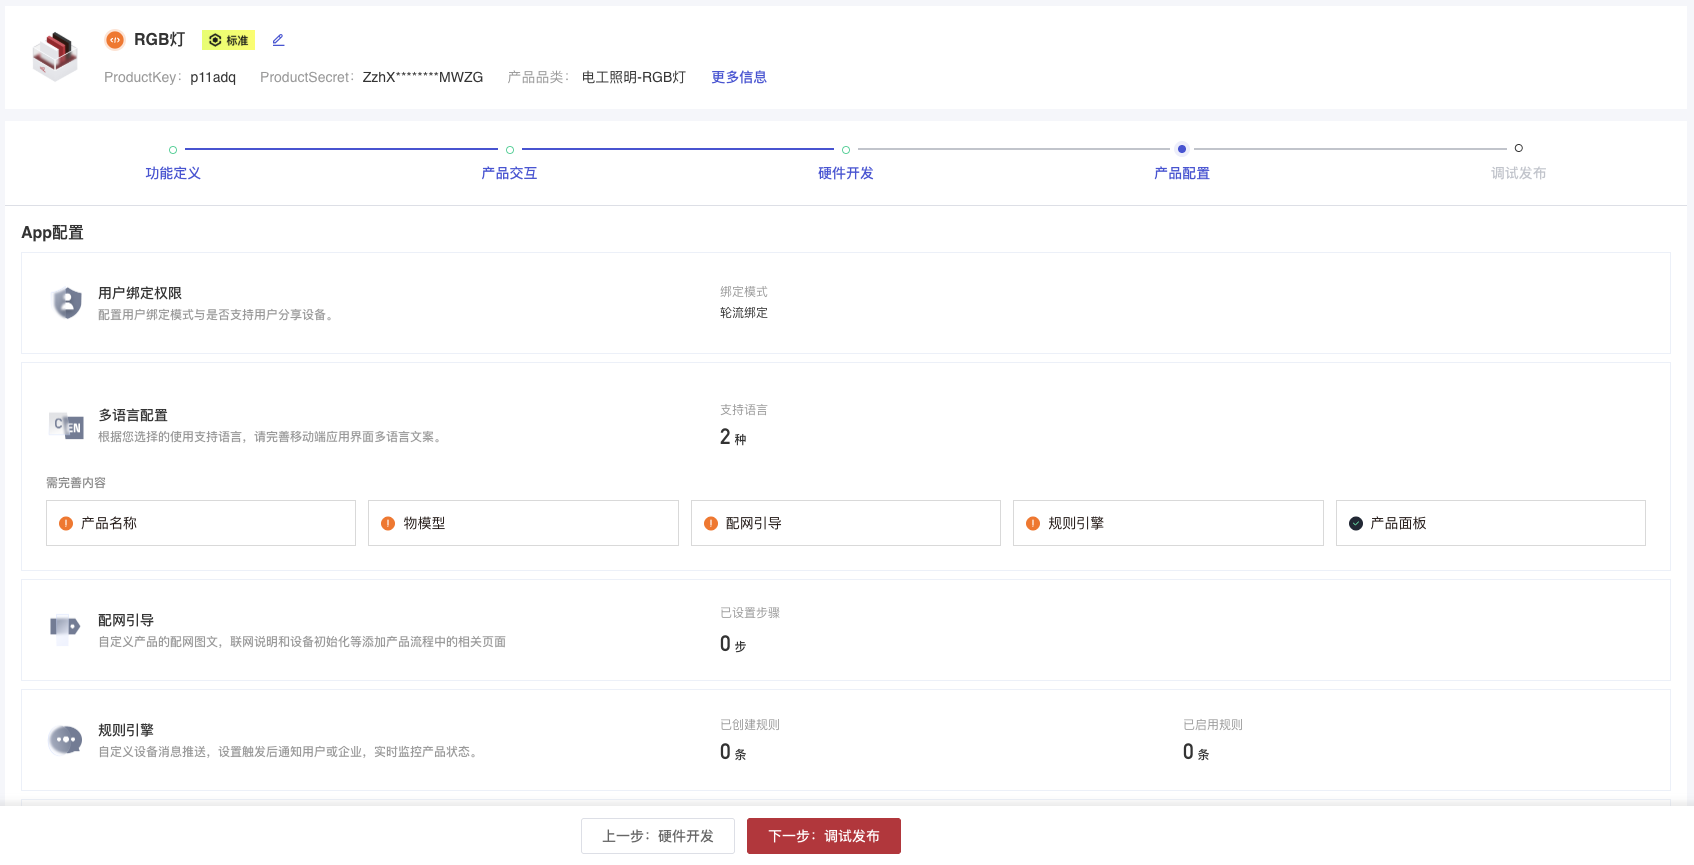 RGB灯 标准
ProductKey： p11adq ProductSecret： ZzhX********MWZG 产品品类： 电工照明-RGB灯 更多信息
功能定义 产品交互 硬件开发 产品配置 调试发布
App配置
用户绑定权限
配置用户绑定模式与是否支持用户分享设备。
绑定模式
轮流绑定
多语言配置
根据您选择的使用支持语言，请完善移动端应用界面多语言文案。
支持语言
2 种
C EN
需完善内容
产品名称 物模型 配网引导 规则引擎 产品面板
配网引导
自定义产品的配网图文，联网说明和设备初始化等添加产品流程中的相关页面
已设置步骤
0 步
规则引擎
自定义设备消息推送，设置触发后通知用户或企业，实时监控产品状态。
已创建规则
0 条
已启用规则
0 条
上一步：硬件开发 下一步：调试发布